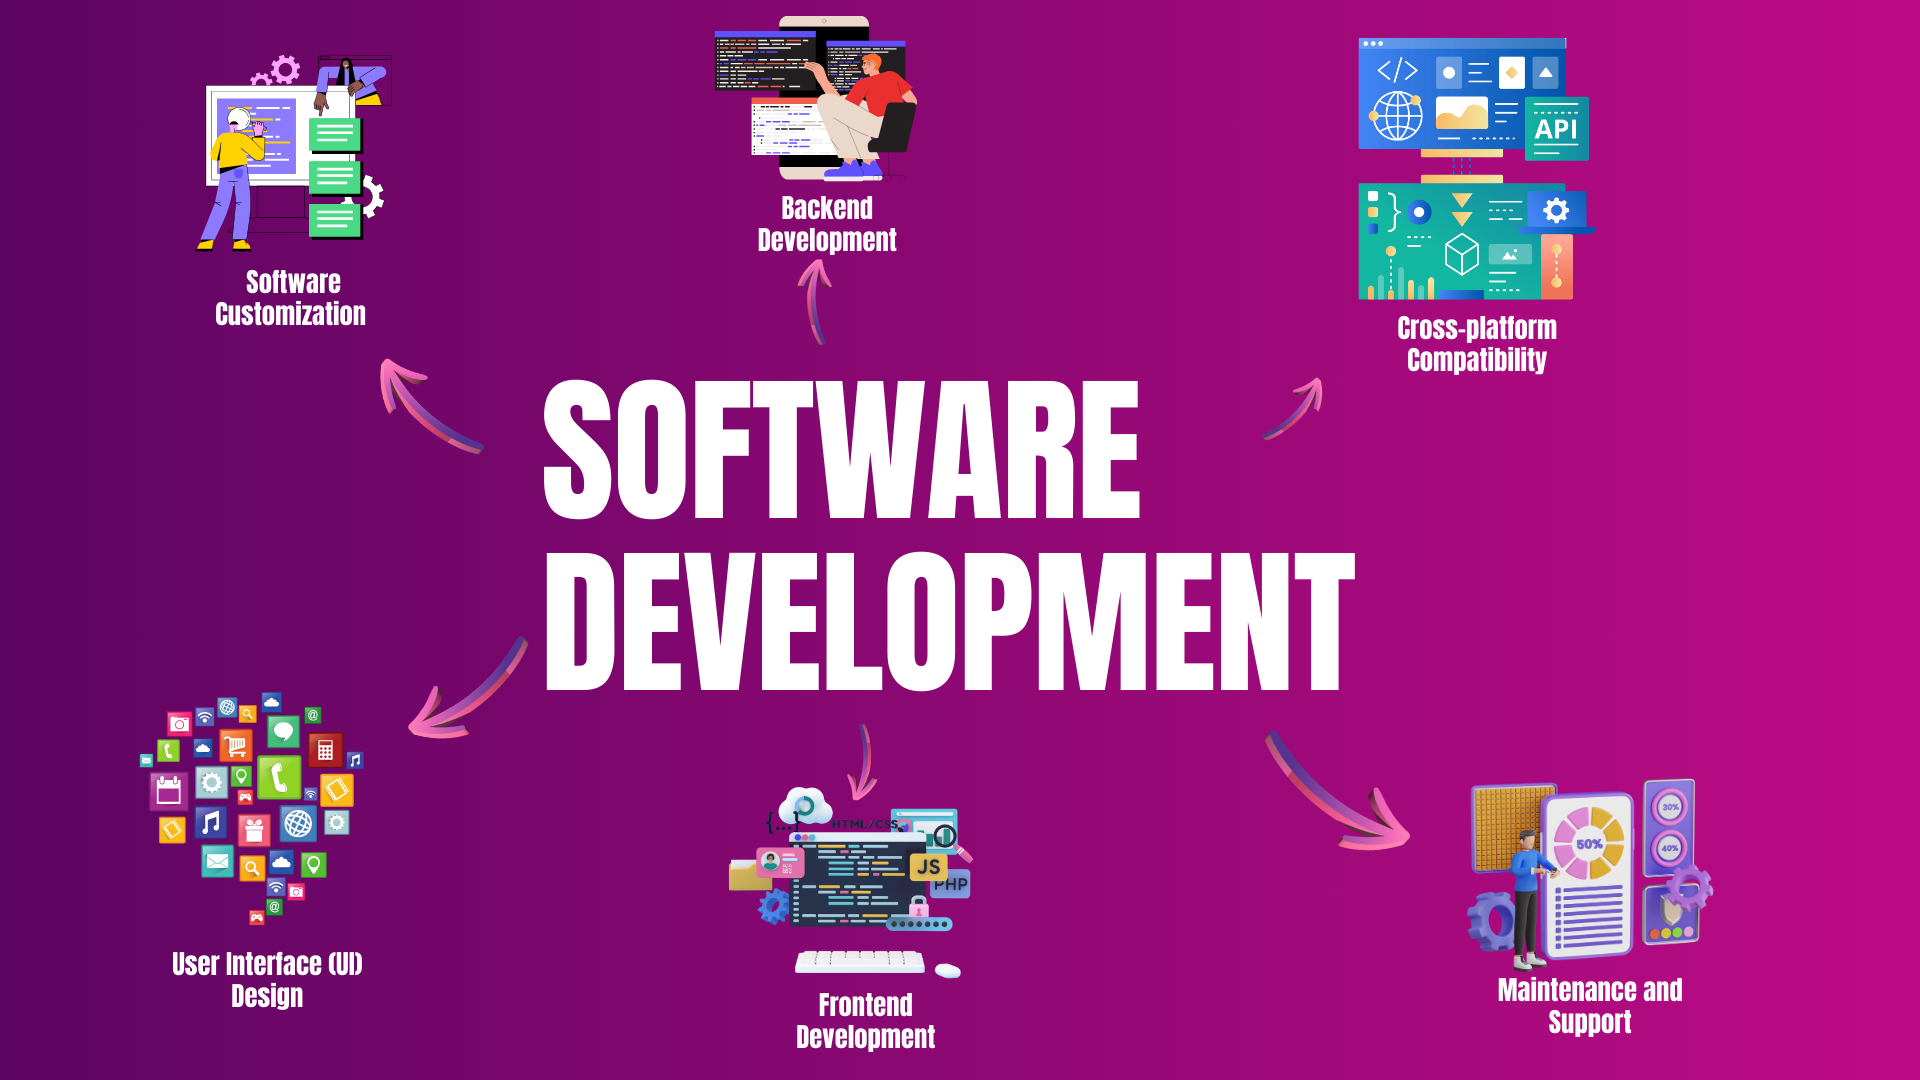 Backend
Development
Software
Customization
API
Cross-platform
Compatibility
SOFTWARE
DEVELOPMENT
@
@
User Interface (UI)
Design
{...}
HTML/CSS
JS
PHP
Frontend
Development
50%
30%
40%
Maintenance and
Support